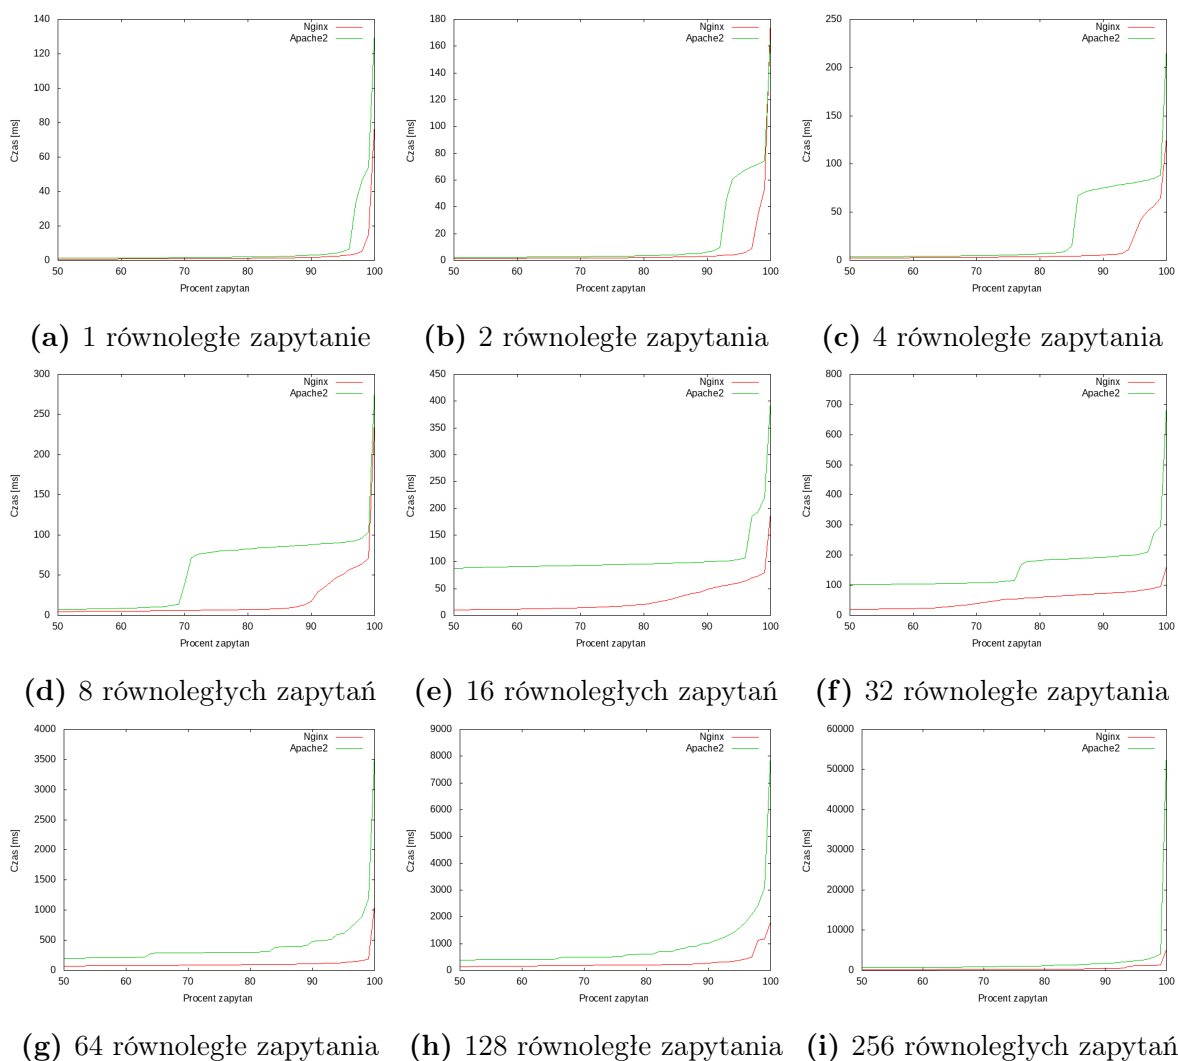 140
120
100
80
60
40
20
0
50 60 70 80 90 100
Czas [ms]
Procent zapytan
Nginx
Apache2
(a) 1 równoległe zapytanie
180
160
140
120
100
80
60
40
20
0
50 60 70 80 90 100
Czas [ms]
Procent zapytan
Nginx
Apache2
(b) 2 równoległe zapytania
250
200
150
100
50
0
50 60 70 80 90 100
Czas [ms]
Procent zapytan
Nginx
Apache2
(c) 4 równoległe zapytania
300
250
200
150
100
50
0
50 60 70 80 90 100
Czas [ms]
Procent zapytan
Nginx
Apache2
(d) 8 równoległych zapytań
450
400
350
300
250
200
150
100
50
0
50 60 70 80 90 100
Czas [ms]
Procent zapytan
Nginx
Apache2
(e) 16 równoległych zapytań
800
700
600
500
400
300
200
100
0
50 60 70 80 90 100
Czas [ms]
Procent zapytan
Nginx
Apache2
(f) 32 równoległe zapytania
4000
3500
3000
2500
2000
1500
1000
500
0
50 60 70 80 90 100
Czas [ms]
Procent zapytan
Nginx
Apache2
(g) 64 równoległe zapytania
9000
8000
7000
6000
5000
4000
3000
2000
1000
0
50 60 70 80 90 100
Czas [ms]
Procent zapytan
Nginx
Apache2
(h) 128 równoległe zapytania
60000
50000
40000
30000
20000
10000
0
50 60 70 80 90 100
Czas [ms]
Procent zapytan
Nginx
Apache2
(i) 256 równoległych zapytań